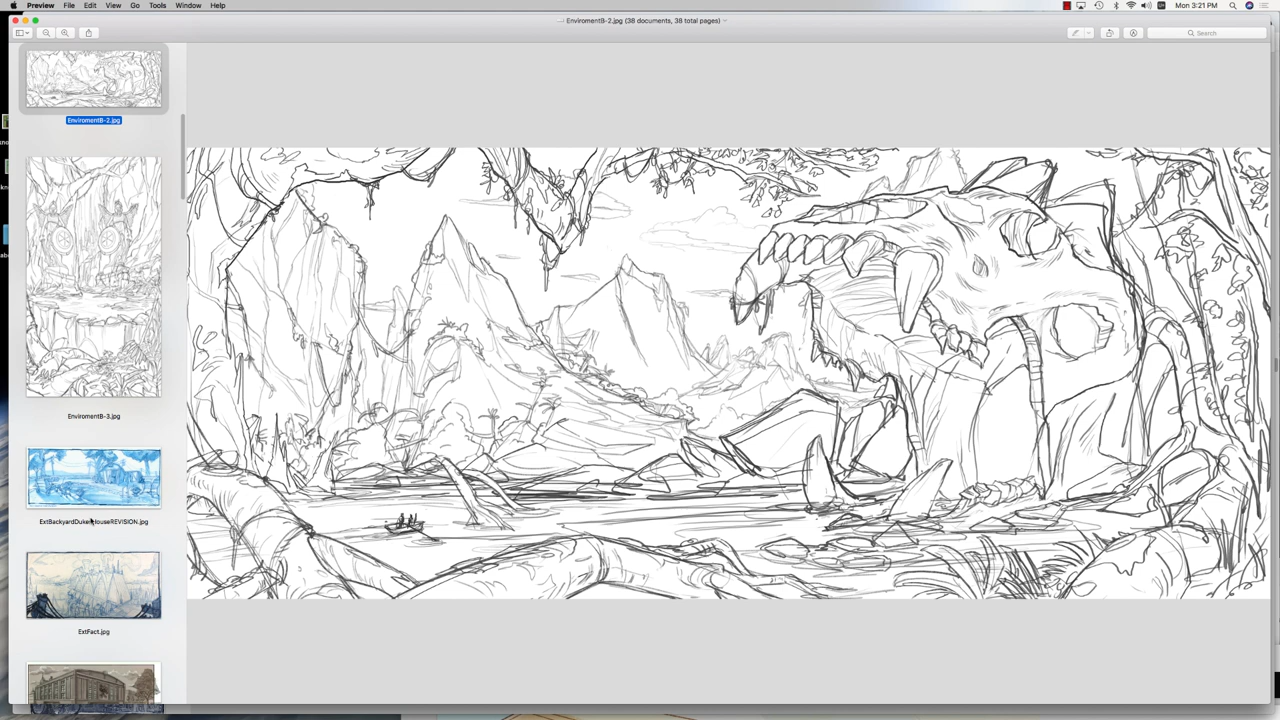 Preview File Edit View Go Tools Window Help
Mon 3:21 PM
EnviromentB-2.jpg (38 documents, 38 total pages)
Search
EnviromentB-2.jpg
EnviromentB-3.jpg
ExtBackyardDukesHouseREVISION.jpg
ExtFact.jpg